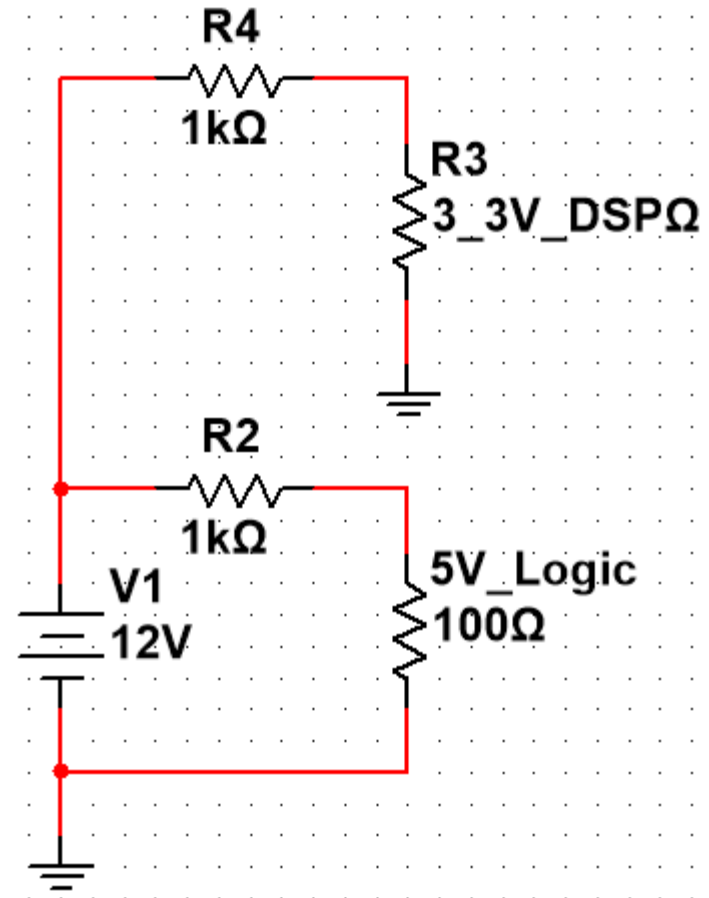 R4
1kΩ
R3
3_3V_DSPΩ
R2
1kΩ
V1
12V
5V_Logic
100Ω